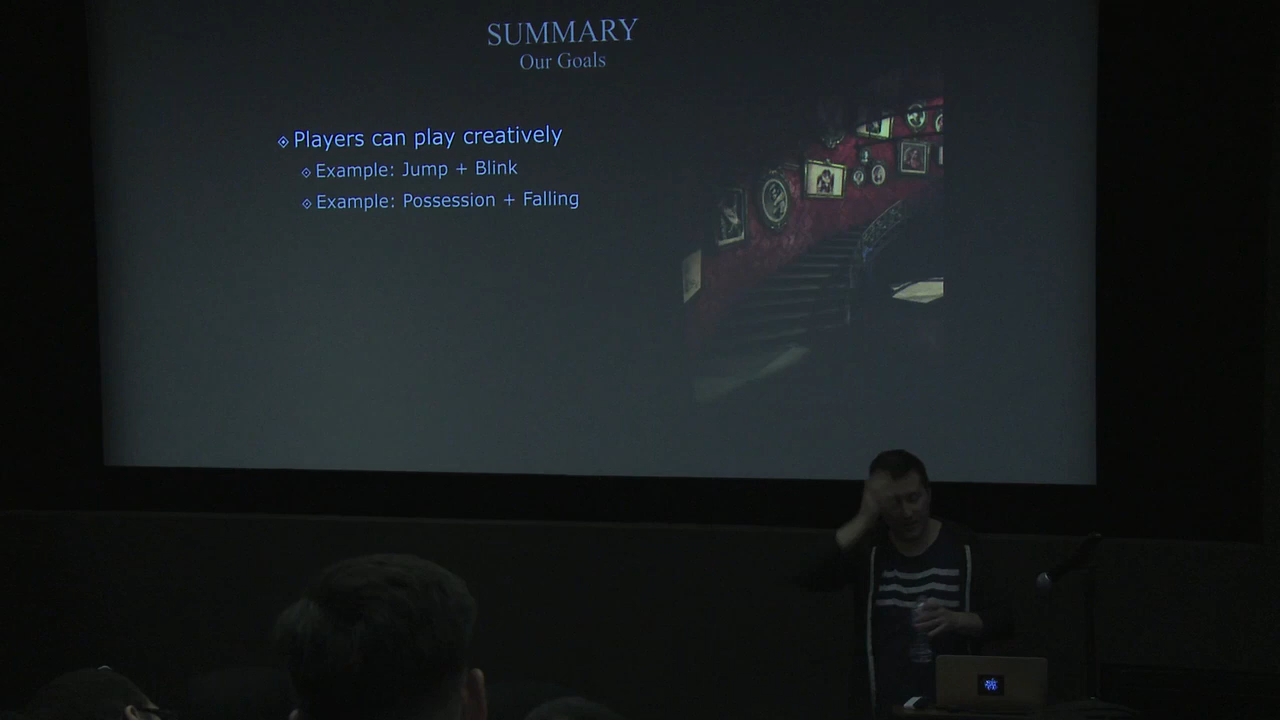 SUMMARY
Our Goals
Players can play creatively
Example: Jump + Blink
Example: Possession + Falling